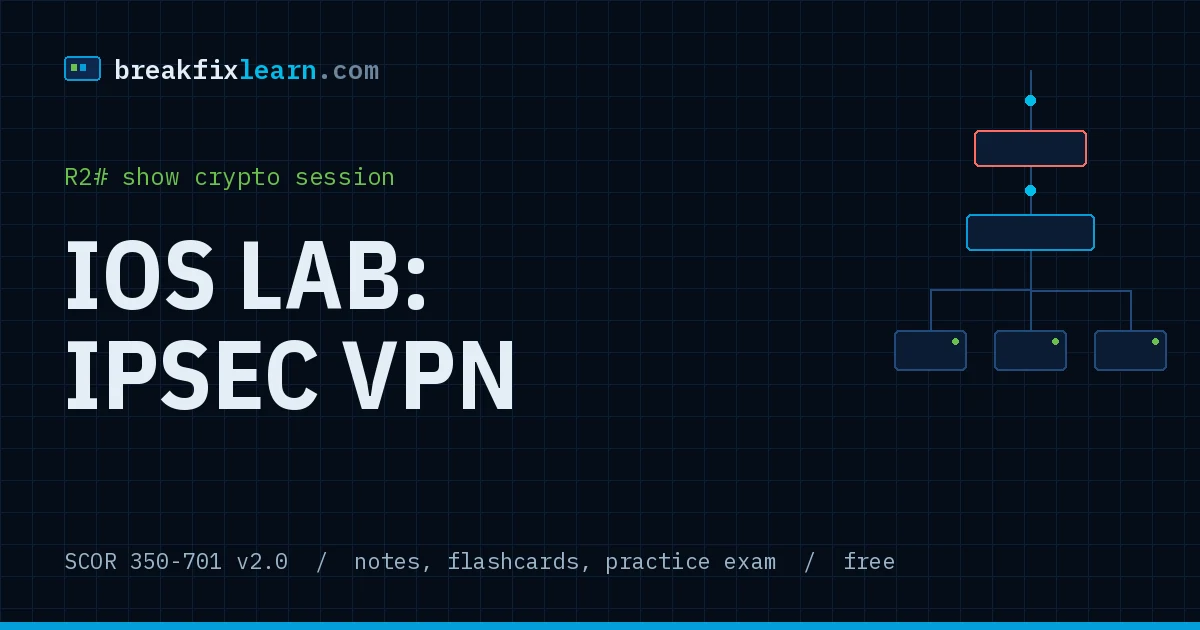 breakfixlearn.com
R2# show crypto session
IOS LAB:
IPSEC VPN
SCOR 350-701 v2.0 / notes, flashcards, practice exam / free